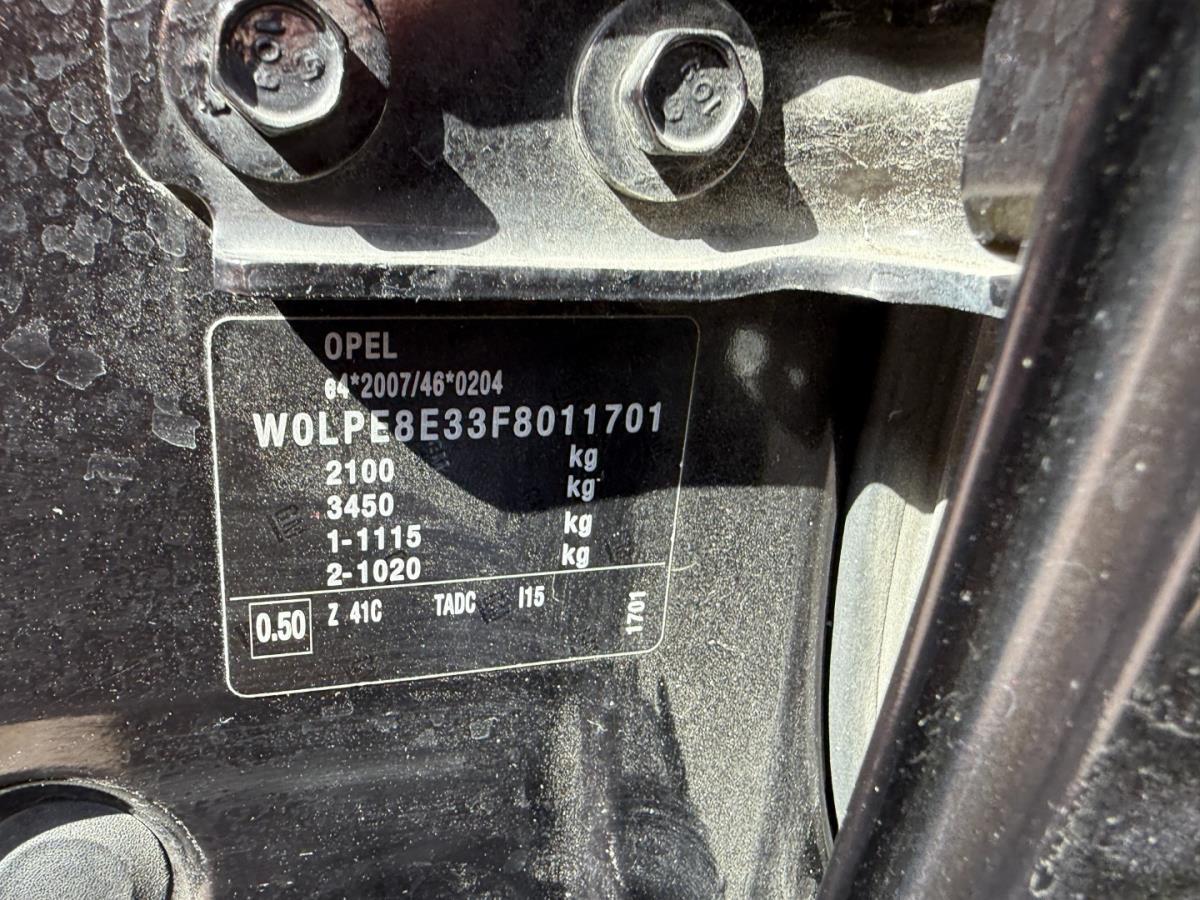 OPEL
e4*2007/46*0204
W0LPE8E33F8011701
2100 kg
3450 kg
1-1115 kg
2-1020 kg
0.50 Z 41C TADC I15
1701